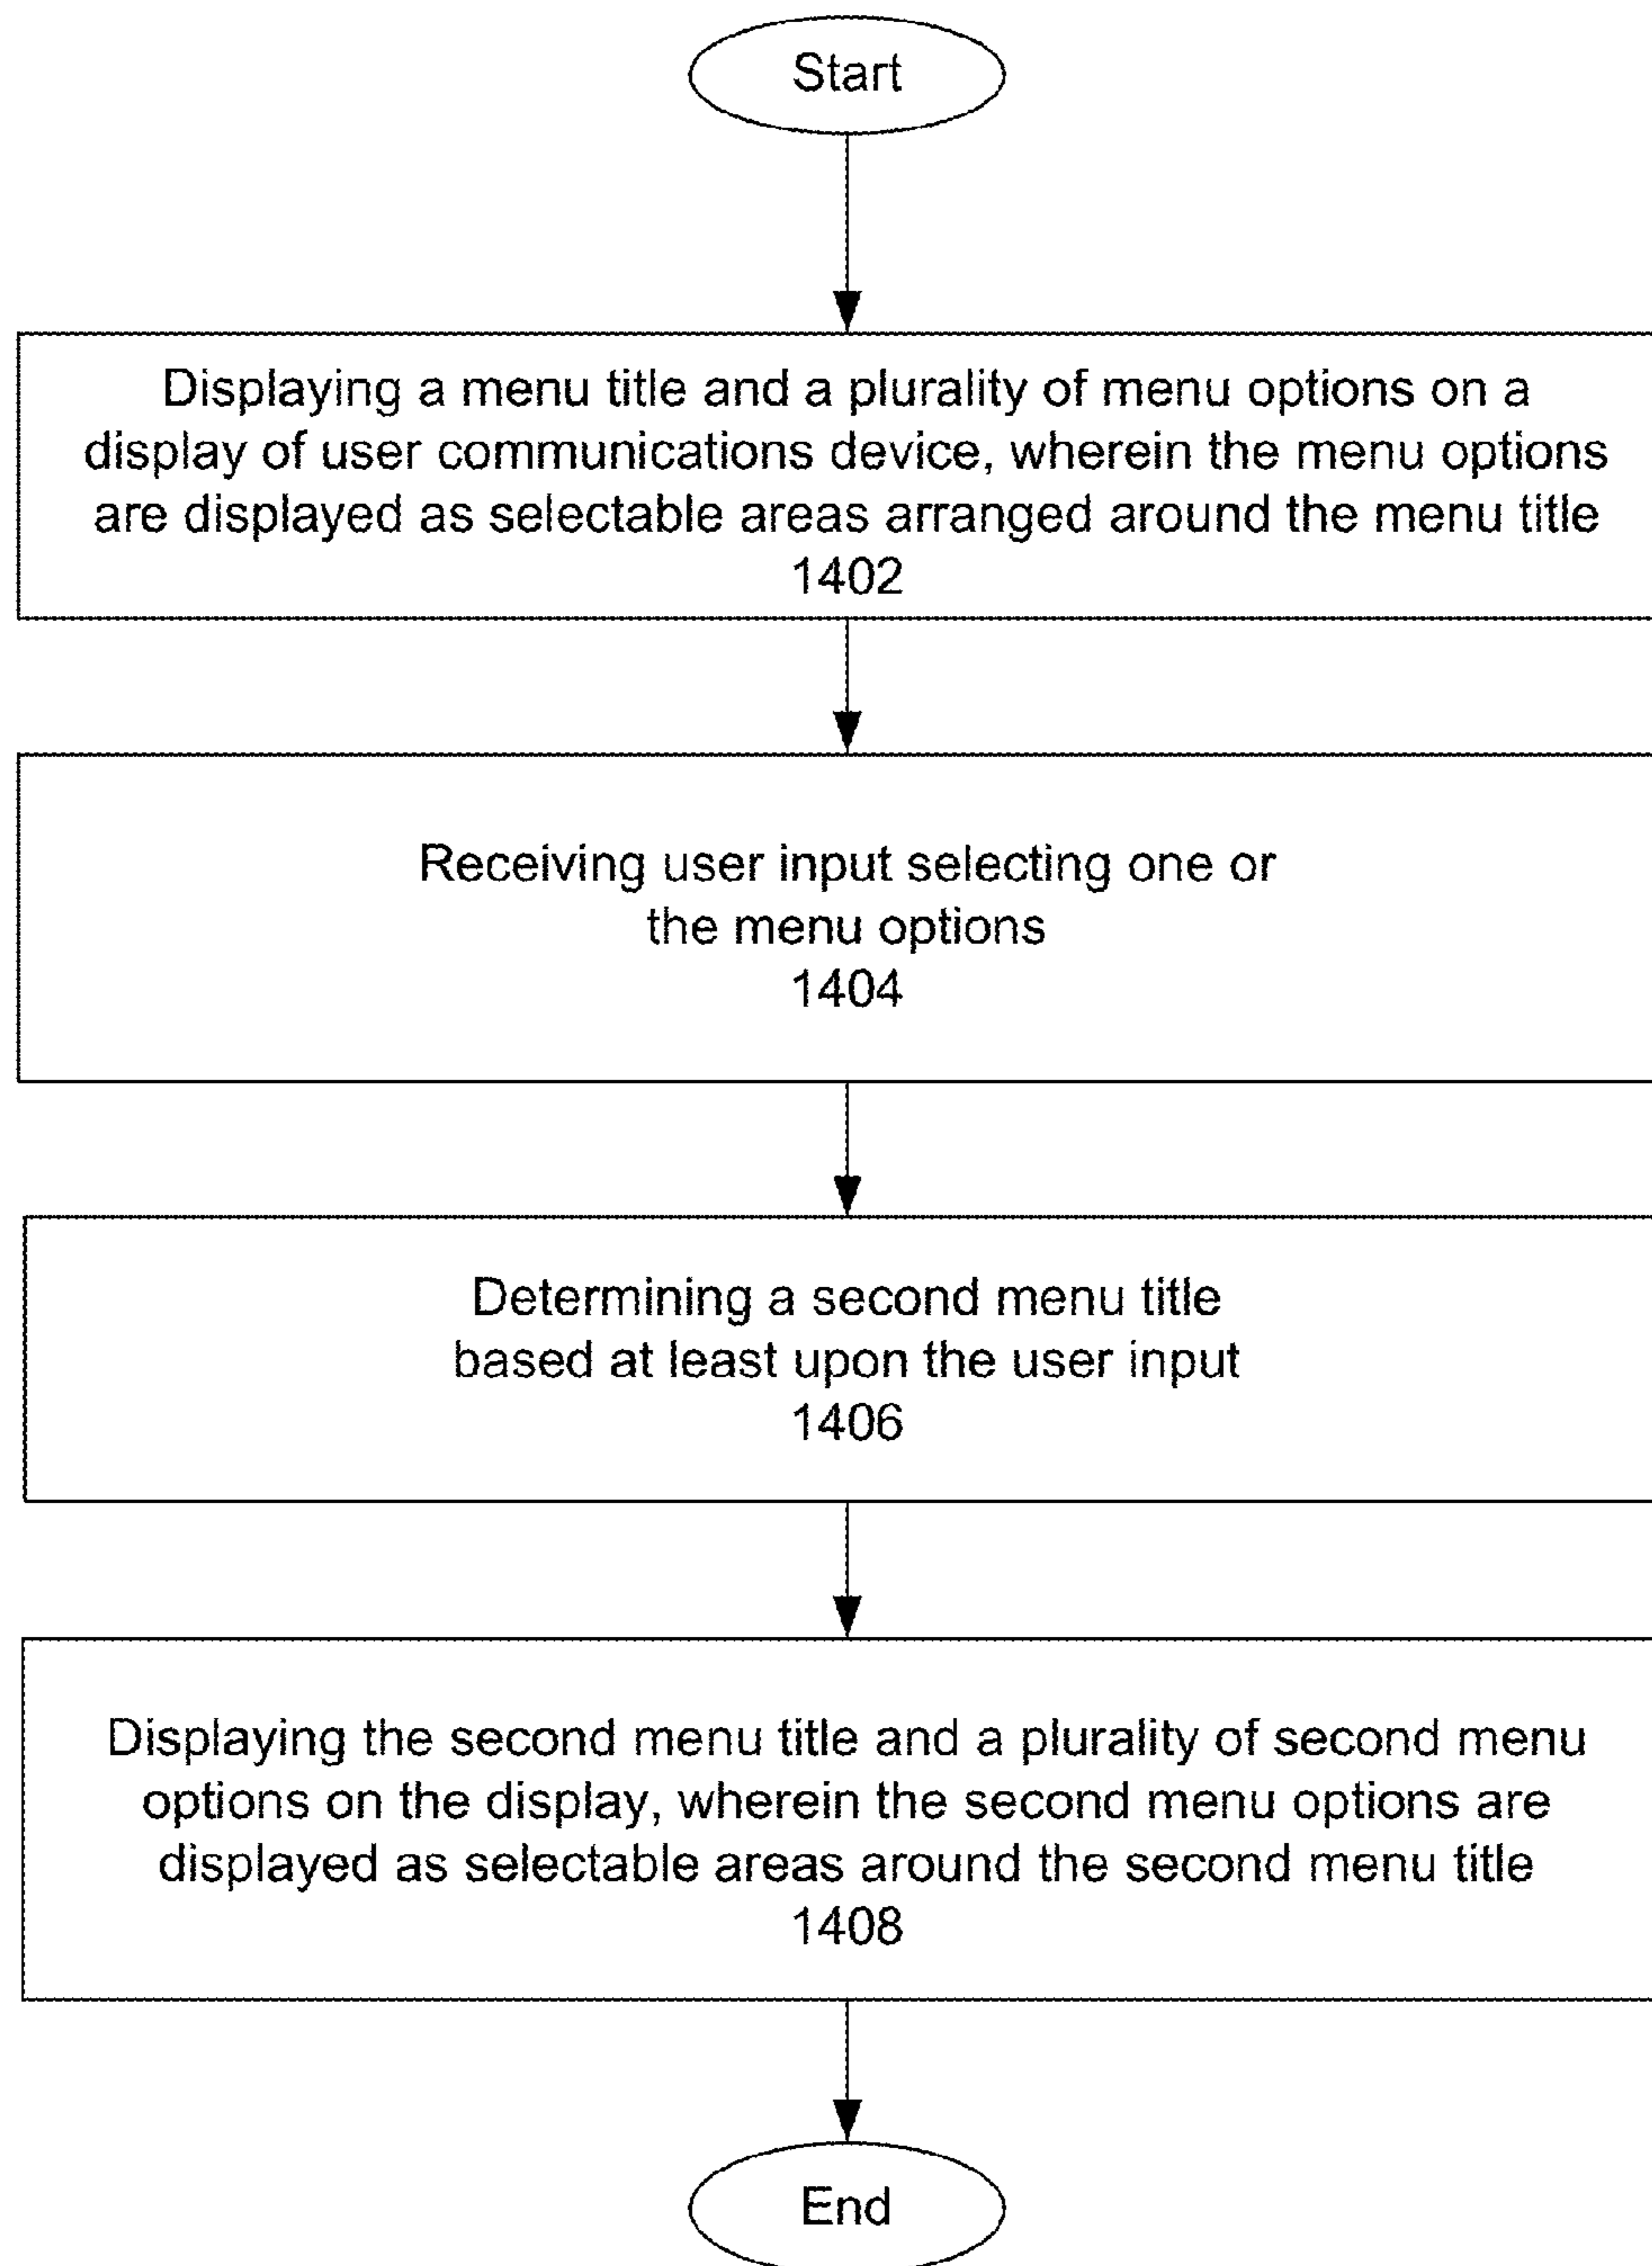 Start
Displaying a menu title and a plurality of menu options on a
display of user communications device, wherein the menu options
are displayed as selectable areas arranged around the menu title
1402
Receiving user input selecting one or
the menu options
1404
Determining a second menu title
based at least upon the user input
1406
Displaying the second menu title and a plurality of second menu
options on the display, wherein the second menu options are
displayed as selectable areas around the second menu title
1408
End